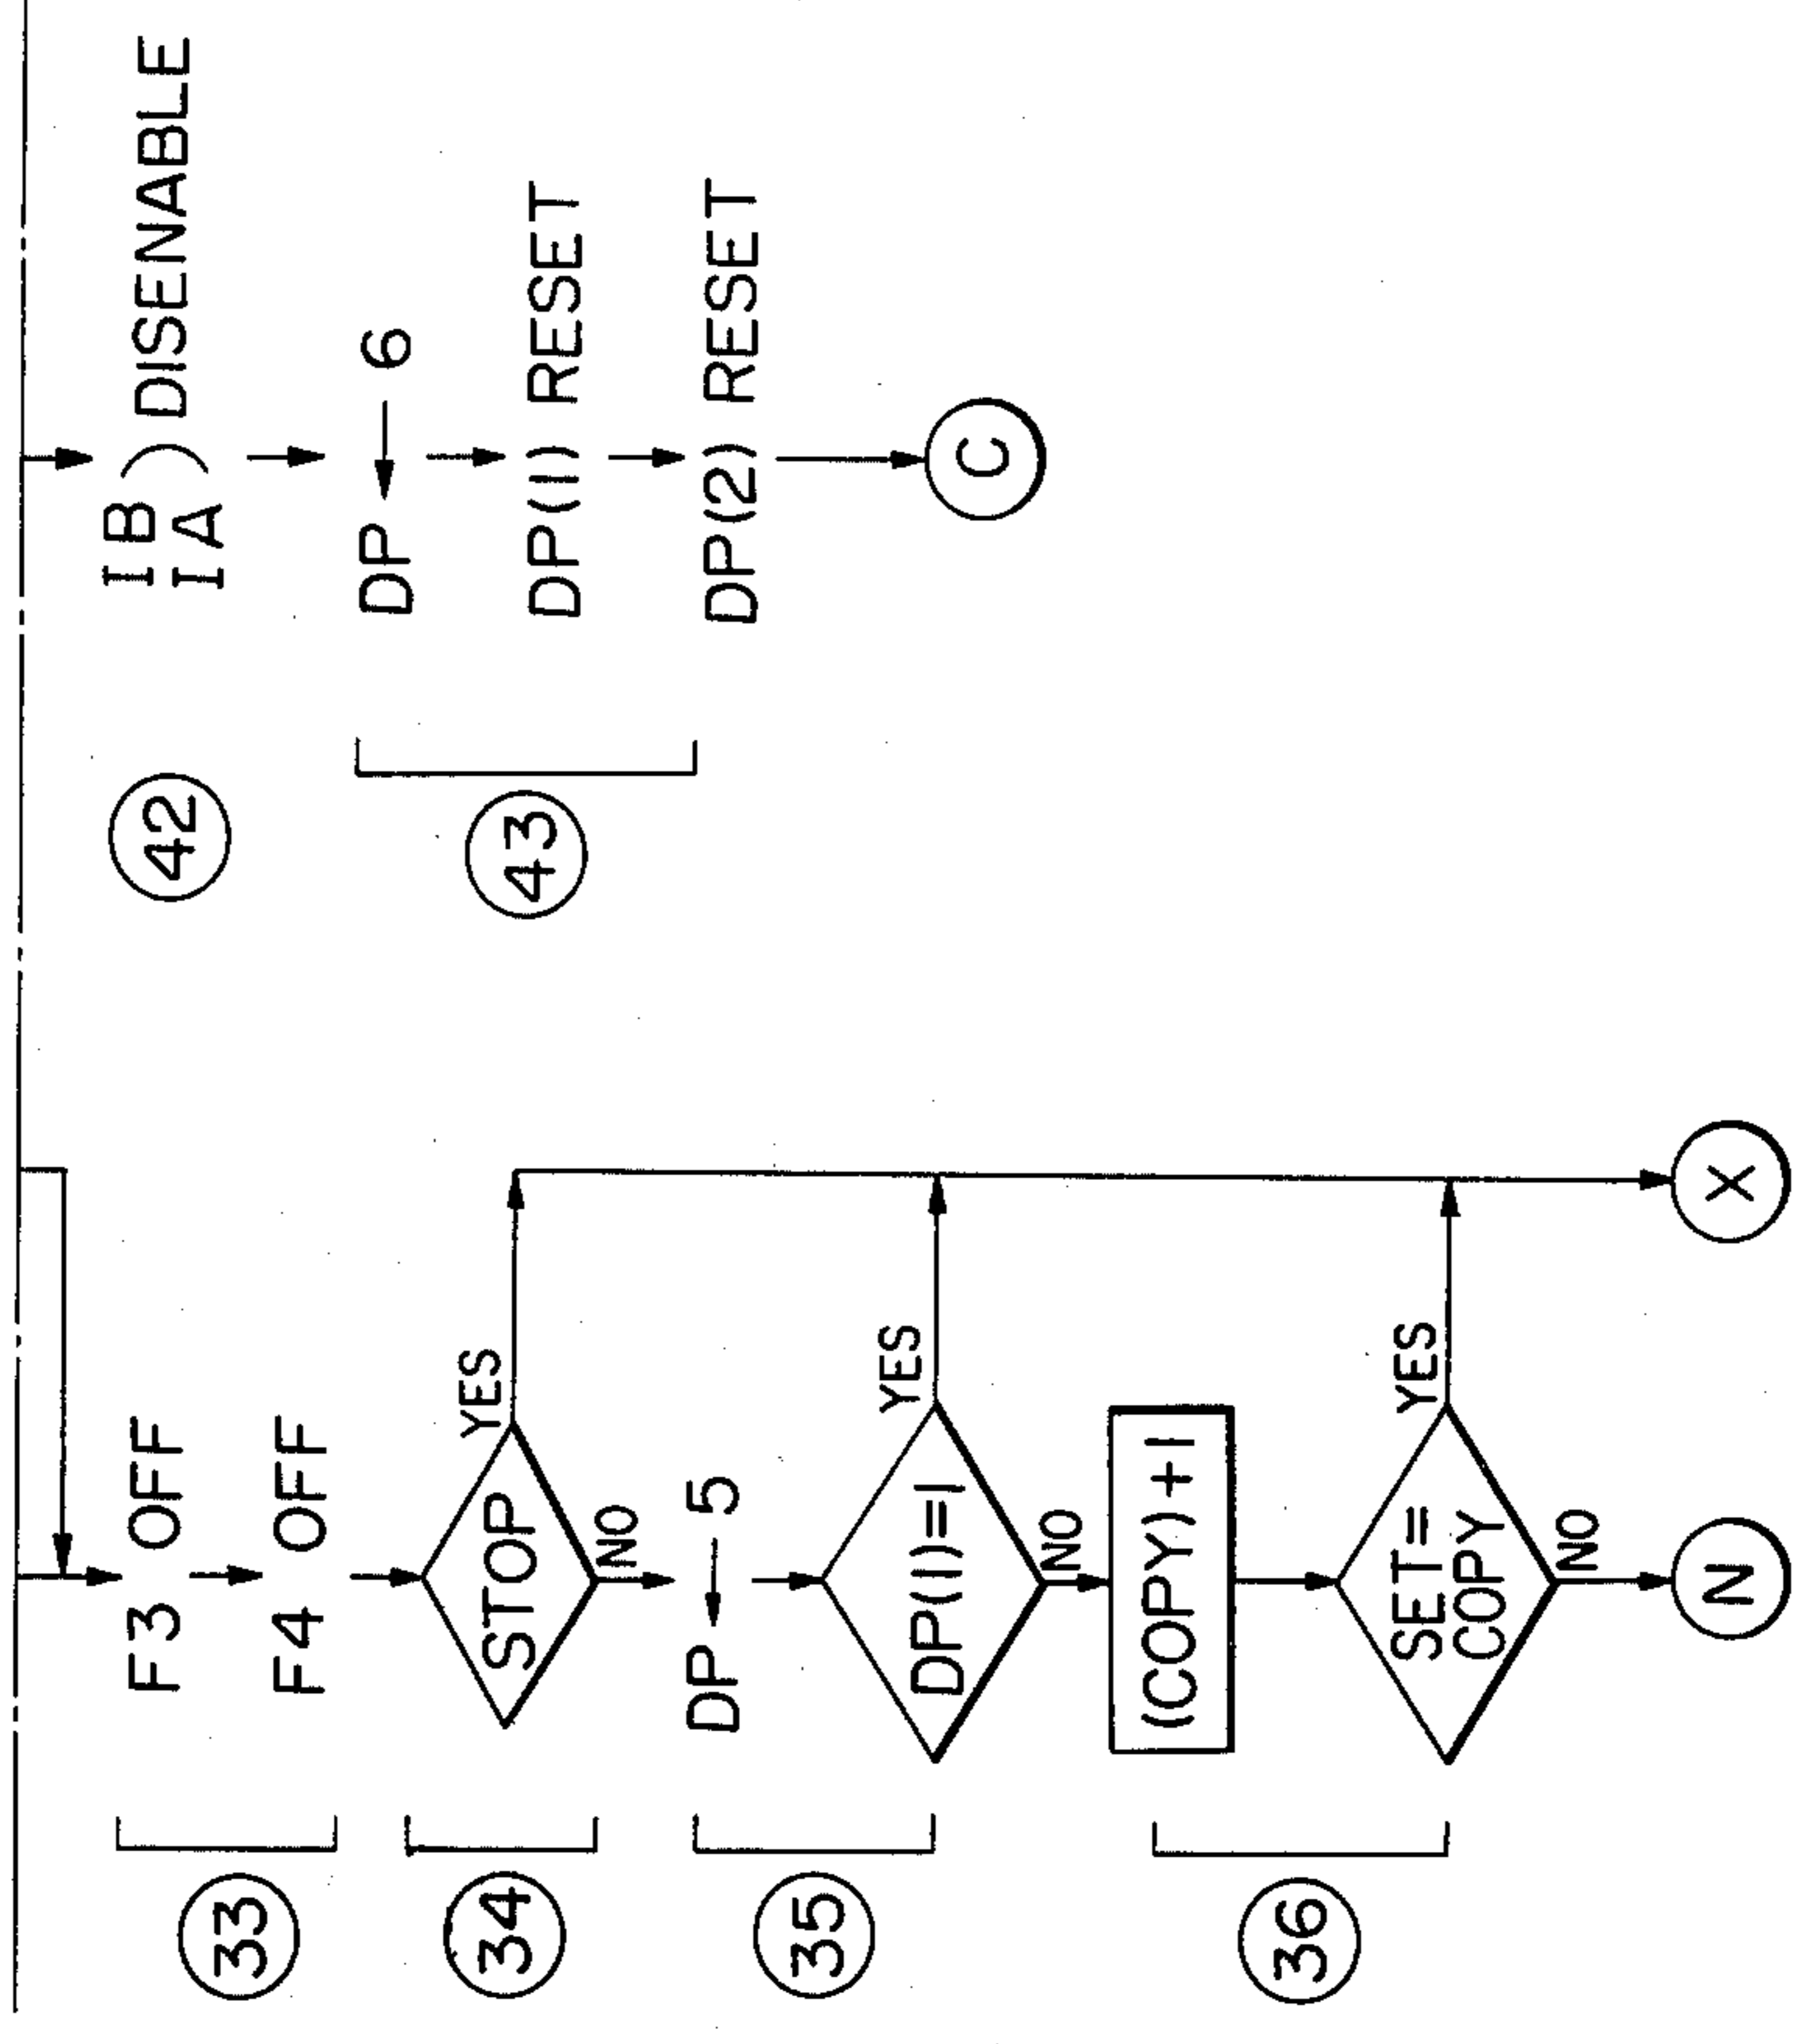 33
F3 OFF
F4 OFF
34
STOP
YES
NO
35
DP ← 5
DP(1)=1
YES
NO
36
(COPY)+1
SET=
COPY
YES
NO
N
X
42
IB
IA
) DISENABLE
43
DP ← 6
DP(1) RESET
DP(2) RESET
C